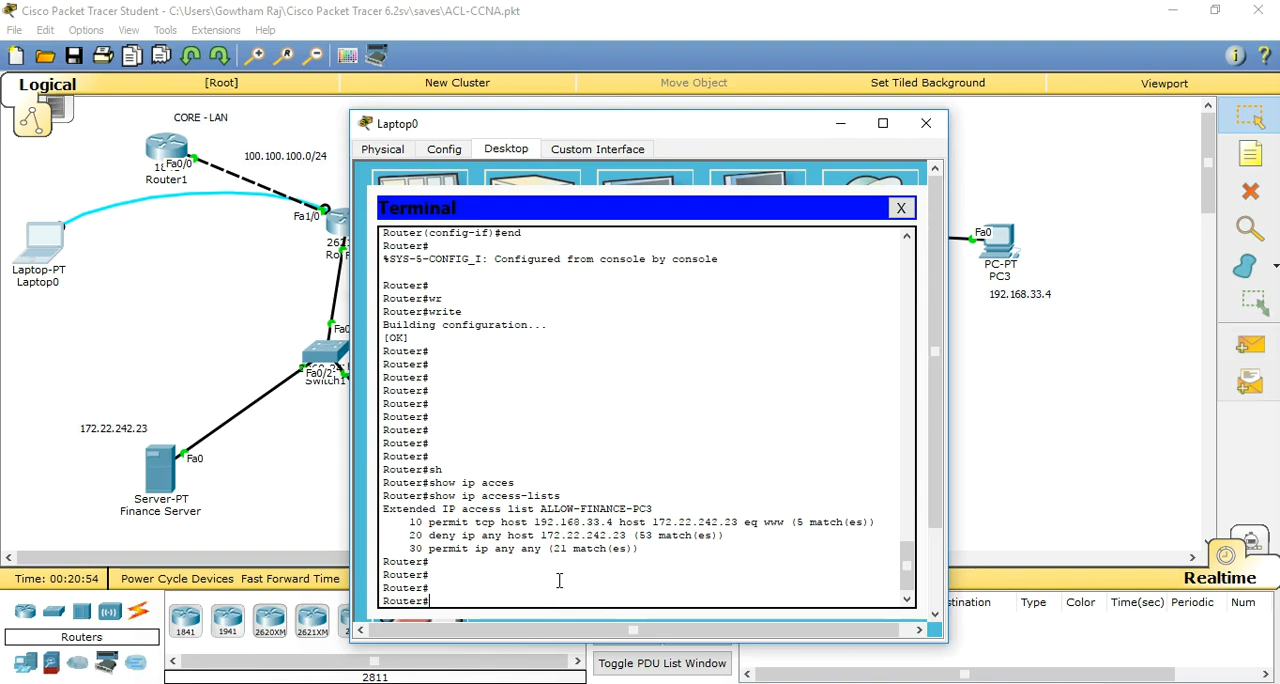 Cisco Packet Tracer Student - C:\Users\Gowtham Raj\Cisco Packet Tracer 6.2sv\saves\ACL-CCNA.pkt
File Edit Options View Tools Extensions Help
Logical [Root] New Cluster Move Object Set Tiled Background Viewport
CORE - LAN
100.100.100.0/24
Fa0/0
Router1
Fa1/0
Laptop-PT
Laptop0
Fa0/2
Switch1
172.22.242.23
Fa0
Server-PT
Finance Server
Fa0
PC-PT
PC3
192.168.33.4
Laptop0
Physical Config Desktop Custom Interface
Terminal X
Router(config-if)#end
Router#
%SYS-5-CONFIG_I: Configured from console by console
Router#
Router#wr
Router#write
Building configuration...
[OK]
Router#
Router#
Router#
Router#
Router#
Router#
Router#
Router#
Router#
Router#sh
Router#show ip acces
Router#show ip access-lists
Extended IP access list ALLOW-FINANCE-PC3
10 permit tcp host 192.168.33.4 host 172.22.242.23 eq www (5 match(es))
20 deny ip any host 172.22.242.23 (53 match(es))
30 permit ip any any (21 match(es))
Router#
Router#
Router#
Router#
Time: 00:20:54 Power Cycle Devices Fast Forward Time Realtime
Routers
1841 1941 2620XM 2621XM
2811
Toggle PDU List Window
stination Type Color Time(sec) Periodic Num